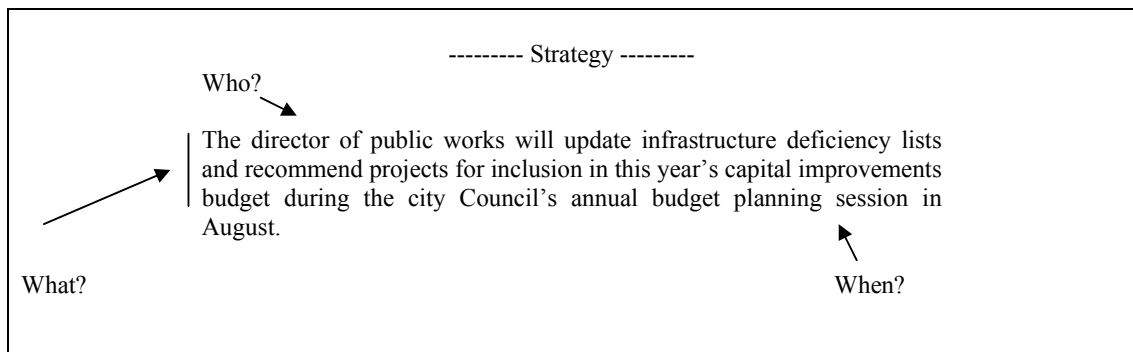 --------- Strategy ---------
Who?
The director of public works will update infrastructure deficiency lists
and recommend projects for inclusion in this year’s capital improvements
budget during the city Council’s annual budget planning session in
August.
What? When?